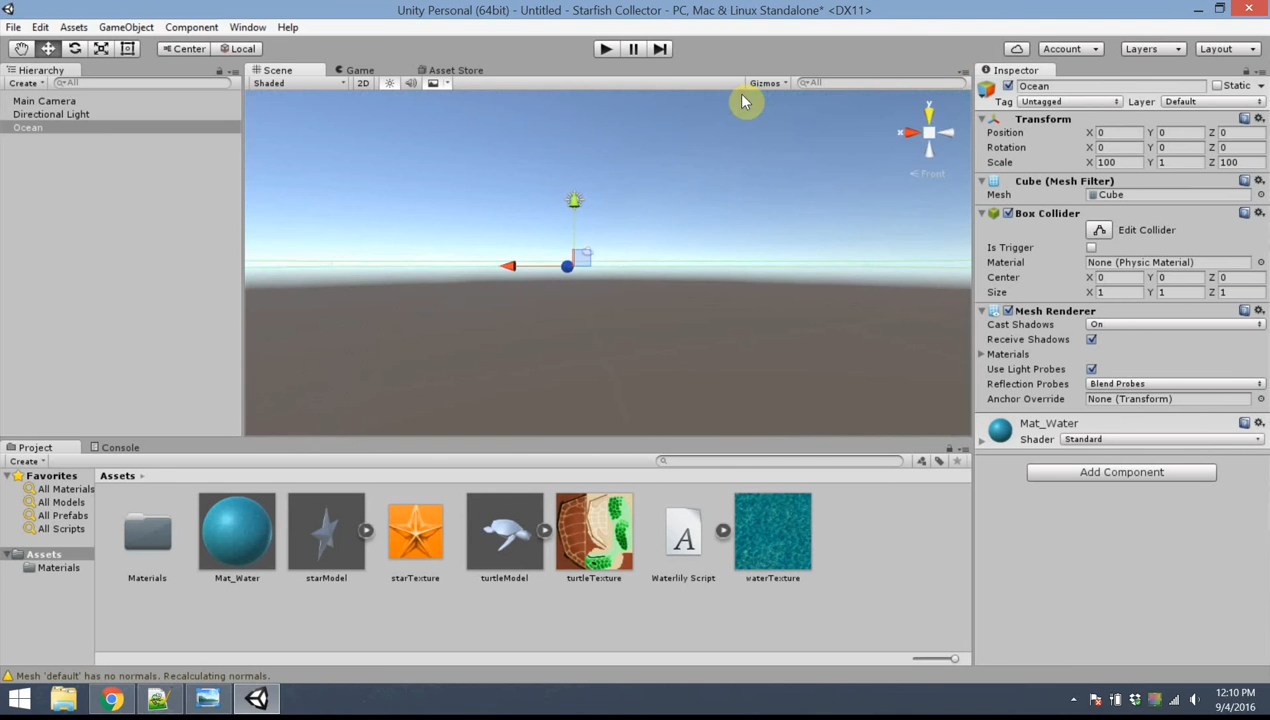 Unity Personal (64bit) - Untitled - Starfish Collector - PC, Mac & Linux Standalone* <DX11>
File Edit Assets GameObject Component Window Help
Center Local Account Layers Layout
Hierarchy Scene Game Asset Store Inspector
Create All Shaded 2D Gizmos All Ocean Static
Main Camera Tag Untagged Layer Default
Directional Light Transform
Ocean Position X 0 Y 0 Z 0
Rotation X 0 Y 0 Z 0
Scale X 100 Y 1 Z 100
y
x
Front
Cube (Mesh Filter)
Mesh Cube
Box Collider
Edit Collider
Is Trigger
Material None (Physic Material)
Center X 0 Y 0 Z 0
Size X 1 Y 1 Z 1
Mesh Renderer
Cast Shadows On
Receive Shadows
Materials
Use Light Probes
Reflection Probes Blend Probes
Anchor Override None (Transform)
Mat_Water
Shader Standard
Add Component
Project Console
Create
Favorites Assets
All Materials
All Models
All Prefabs
All Scripts
Assets
Materials
A
Materials Mat_Water starModel starTexture turtleModel turtleTexture Waterlily Script waterTexture
Mesh 'default' has no normals. Recalculating normals.
12:10 PM
9/4/2016